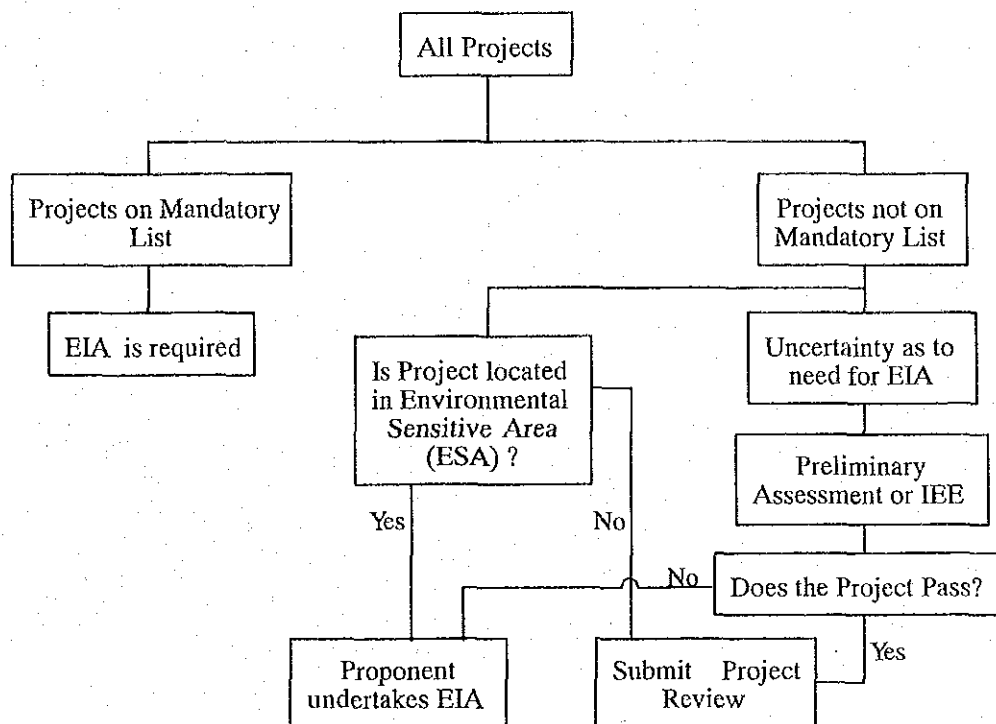 All Projects
Projects on Mandatory
List
Projects not on
Mandatory List
EIA is required
Is Project located
in Environmental
Sensitive Area
(ESA) ?
Uncertainty as to
need for EIA
Preliminary
Assessment or IEE
Yes
No
No
Does the Project Pass?
Yes
Proponent
undertakes EIA
Submit Project
Review